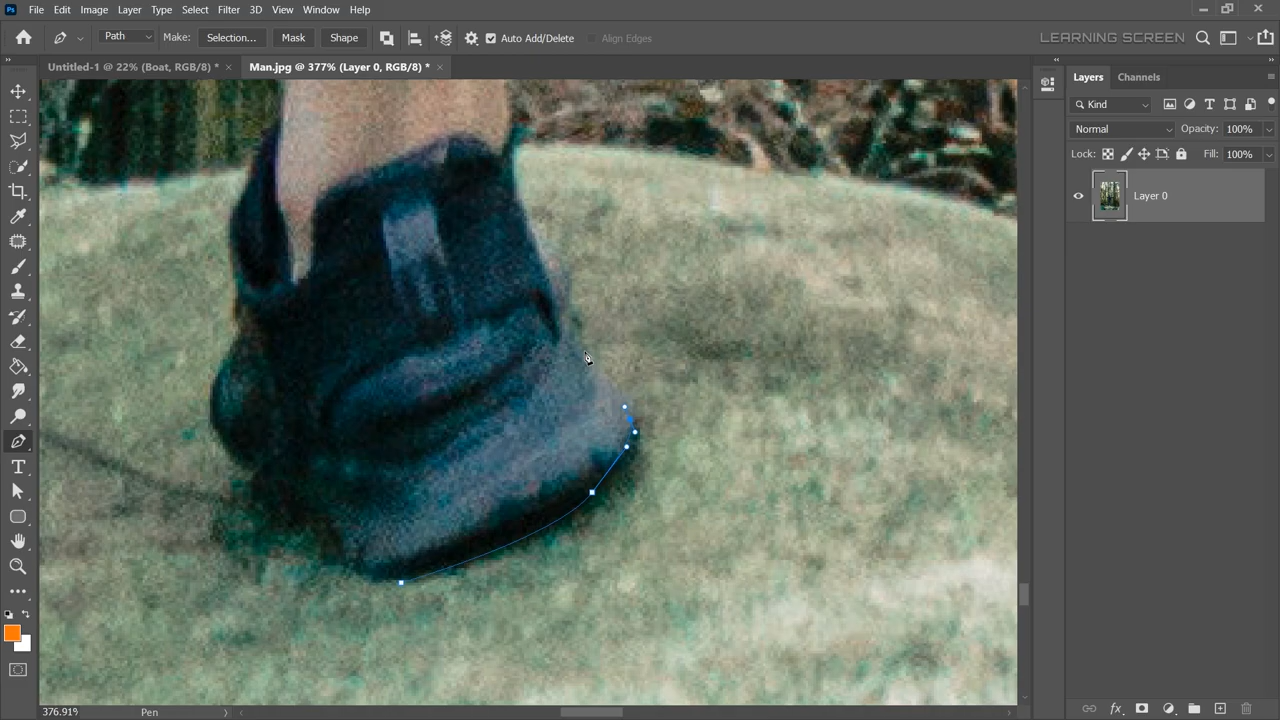 Ps File Edit Image Layer Type Select Filter 3D View Window Help
Path Make: Selection... Mask Shape Auto Add/Delete Align Edges LEARNING SCREEN
Untitled-1 @ 22% (Boat, RGB/8) * Man.jpg @ 377% (Layer 0, RGB/8) *
Layers Channels
Kind
Normal Opacity: 100%
Lock: Fill: 100%
Layer 0
376.91% Pen